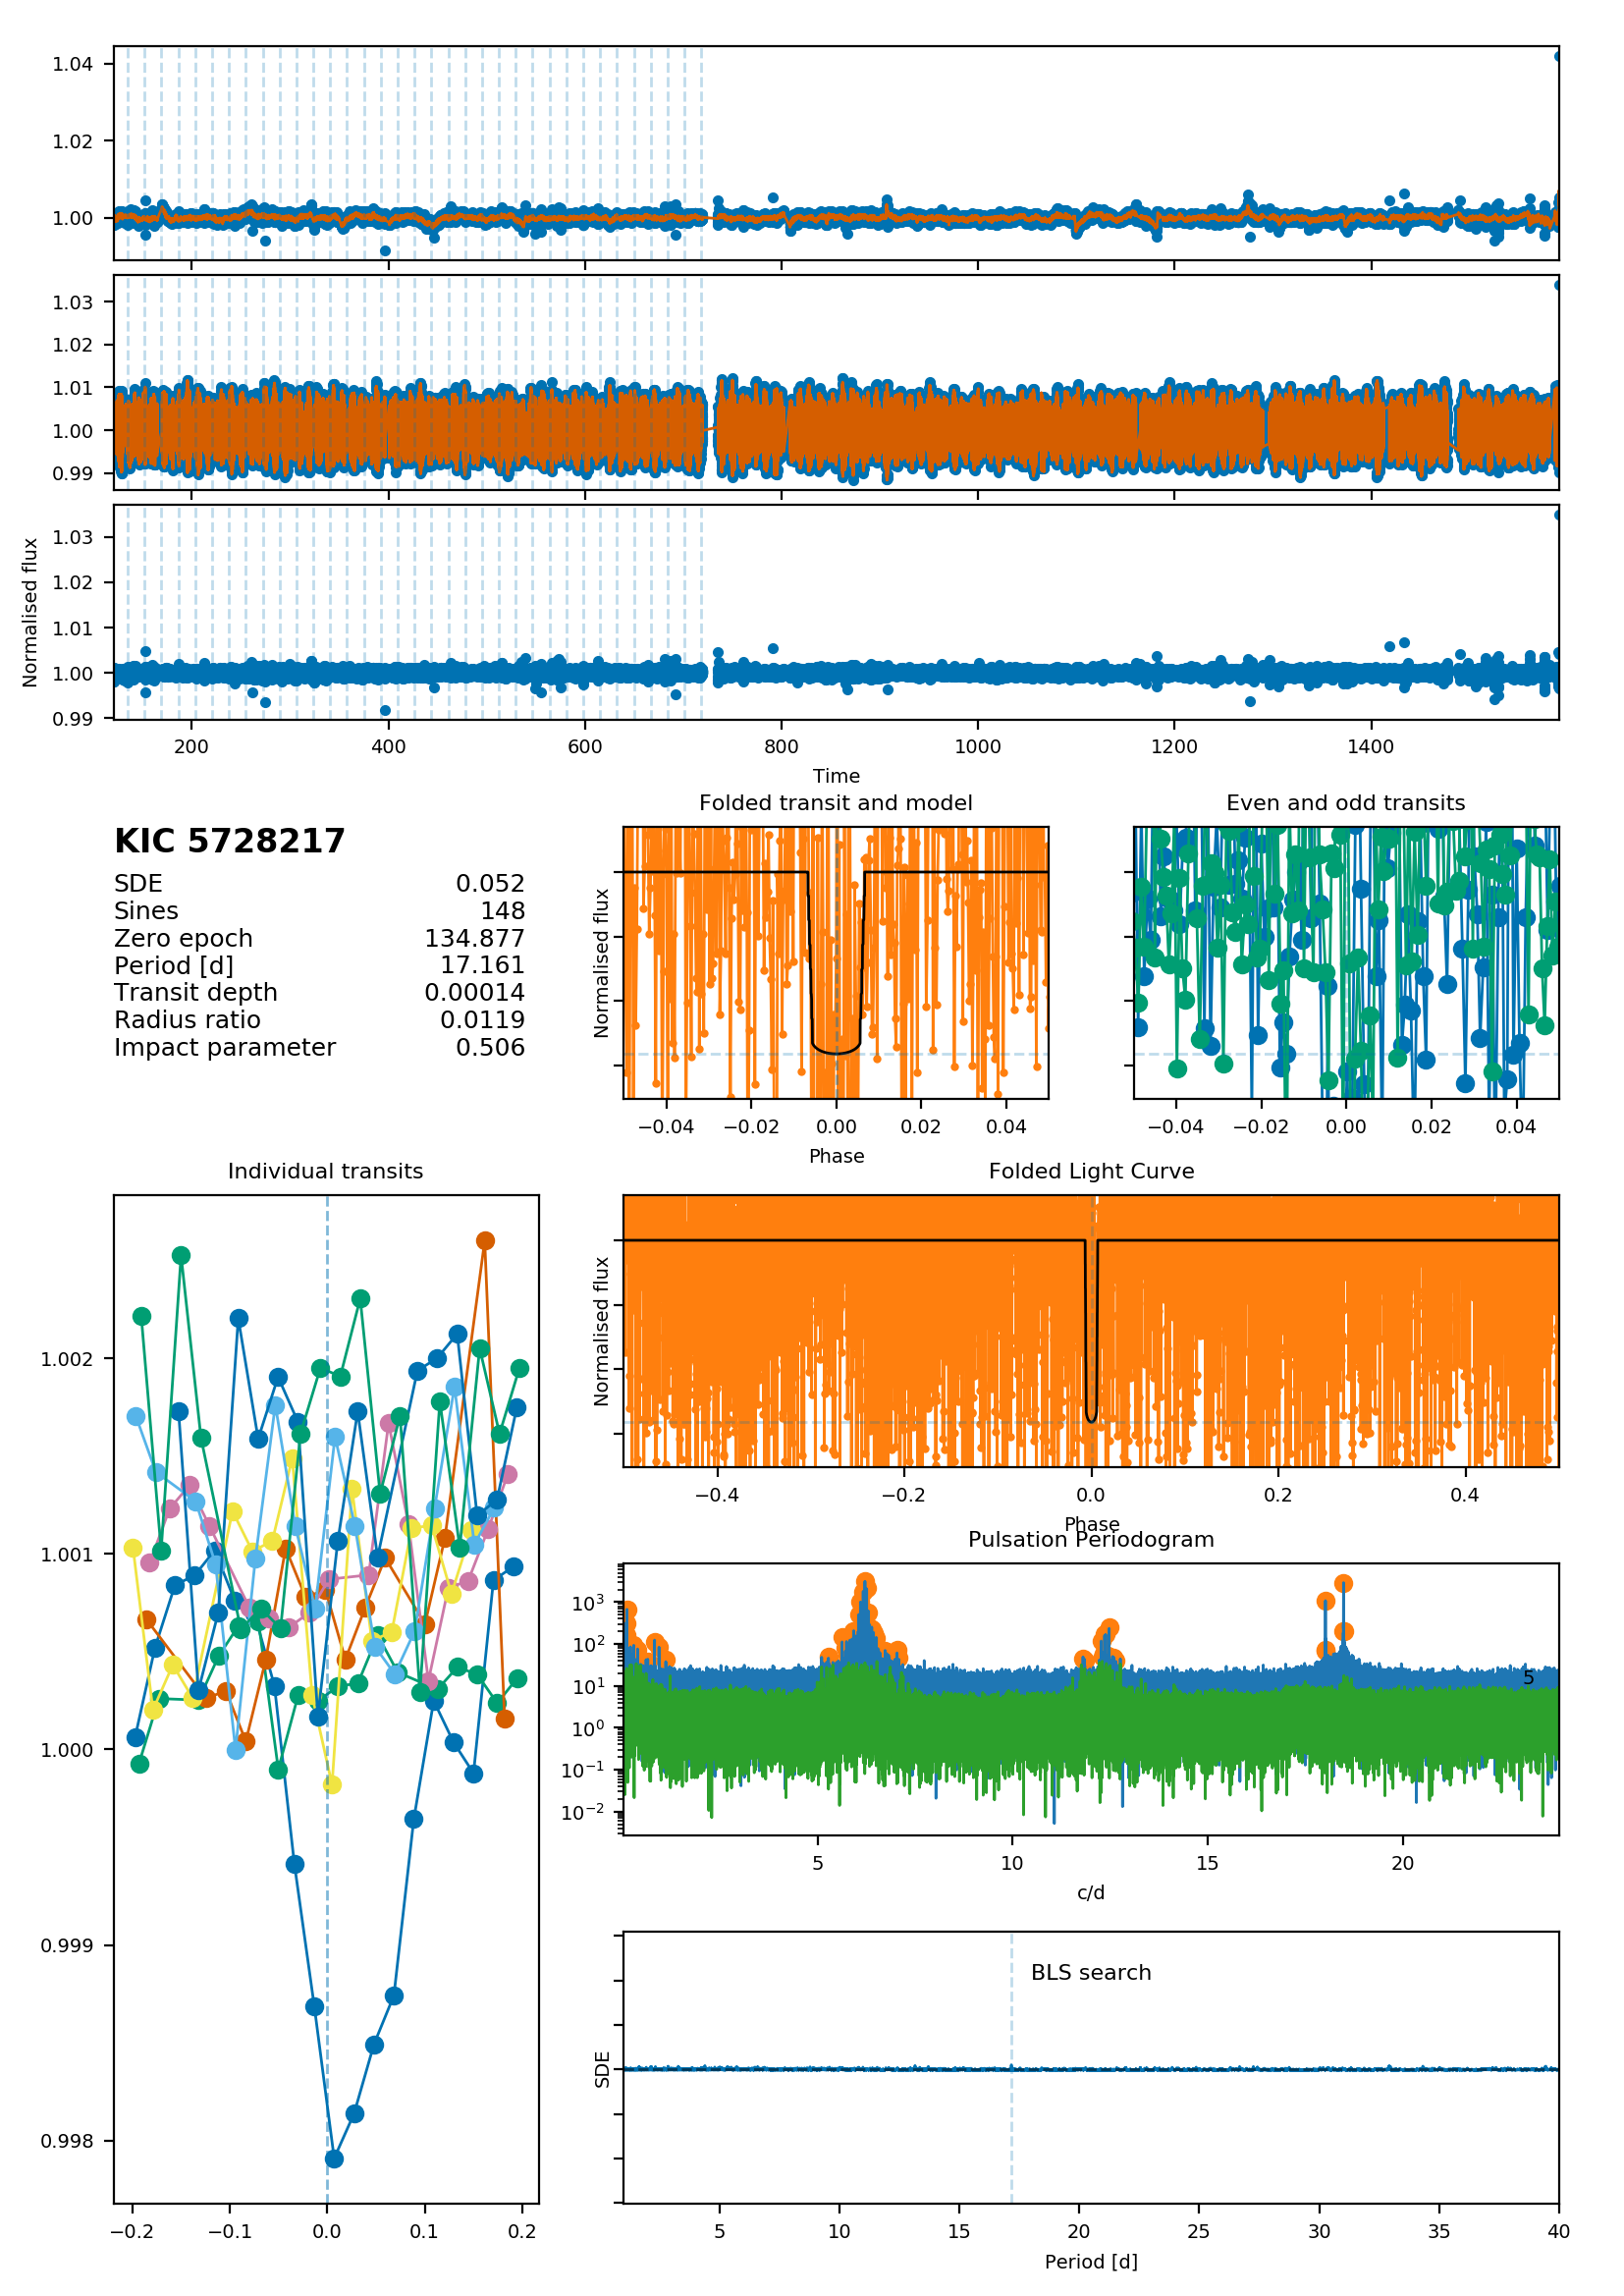 1.04
1.02
1.00
1.03
1.02
1.01
1.00
0.99
1.03
1.02
1.01
1.00
0.99
Normalised flux
200 400 600 800 1000 1200 1400
Time
KIC 5728217
SDE 0.052
Sines 148
Zero epoch 134.877
Period [d] 17.161
Transit depth 0.00014
Radius ratio 0.0119
Impact parameter 0.506
Folded transit and model
Normalised flux
−0.04 −0.02 0.00 0.02 0.04
Phase
Even and odd transits
−0.04 −0.02 0.00 0.02 0.04
Individual transits
1.002
1.001
1.000
0.999
0.998
−0.2 −0.1 0.0 0.1 0.2
Folded Light Curve
Normalised flux
−0.4 −0.2 0.0 0.2 0.4
Phase
Pulsation Periodogram
10³
10²
10¹
10⁰
10⁻¹
10⁻²
5
5 10 15 20
c/d
BLS search
SDE
5 10 15 20 25 30 35 40
Period [d]